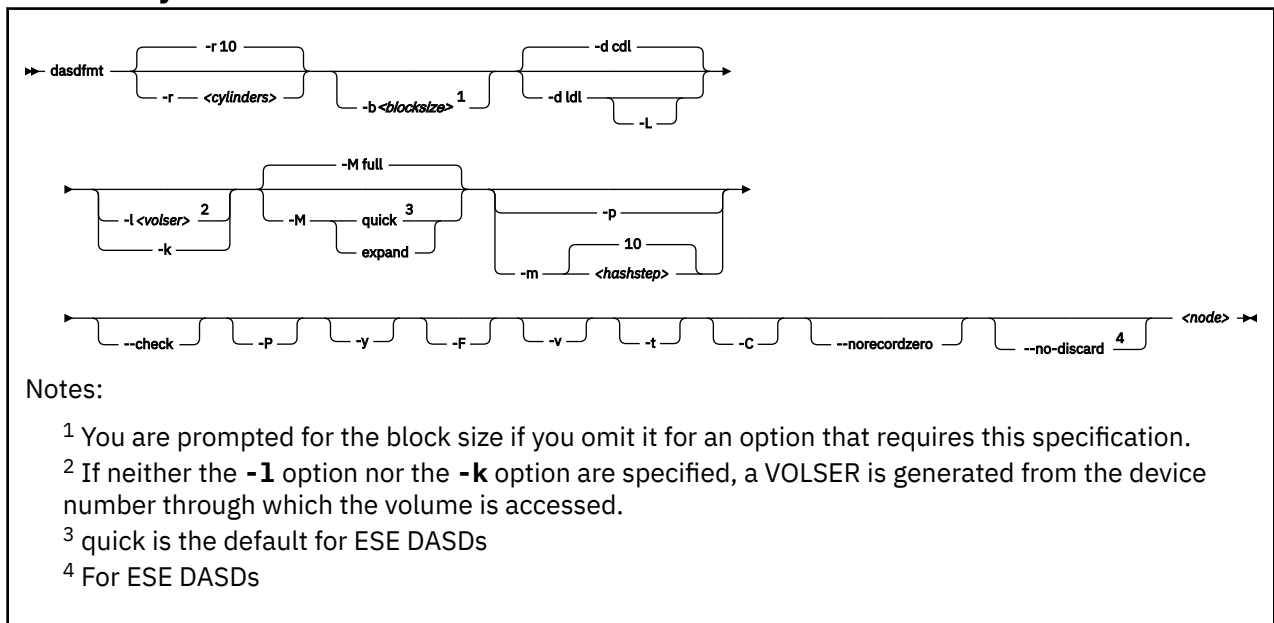 -r 10
-d cdl
dasdfmt
-r <cylinders>
-b<blocksize> 1
-d ldl
-L
-M full
-l <volser> 2
-M quick 3
-p
-k
expand
10
-m <hashstep>
<node>
--check -P -y -F -v -t -C --norecordzero --no-discard 4
Notes:
1 You are prompted for the block size if you omit it for an option that requires this specification.
2 If neither the -l option nor the -k option are specified, a VOLSER is generated from the device
number through which the volume is accessed.
3 quick is the default for ESE DASDs
4 For ESE DASDs